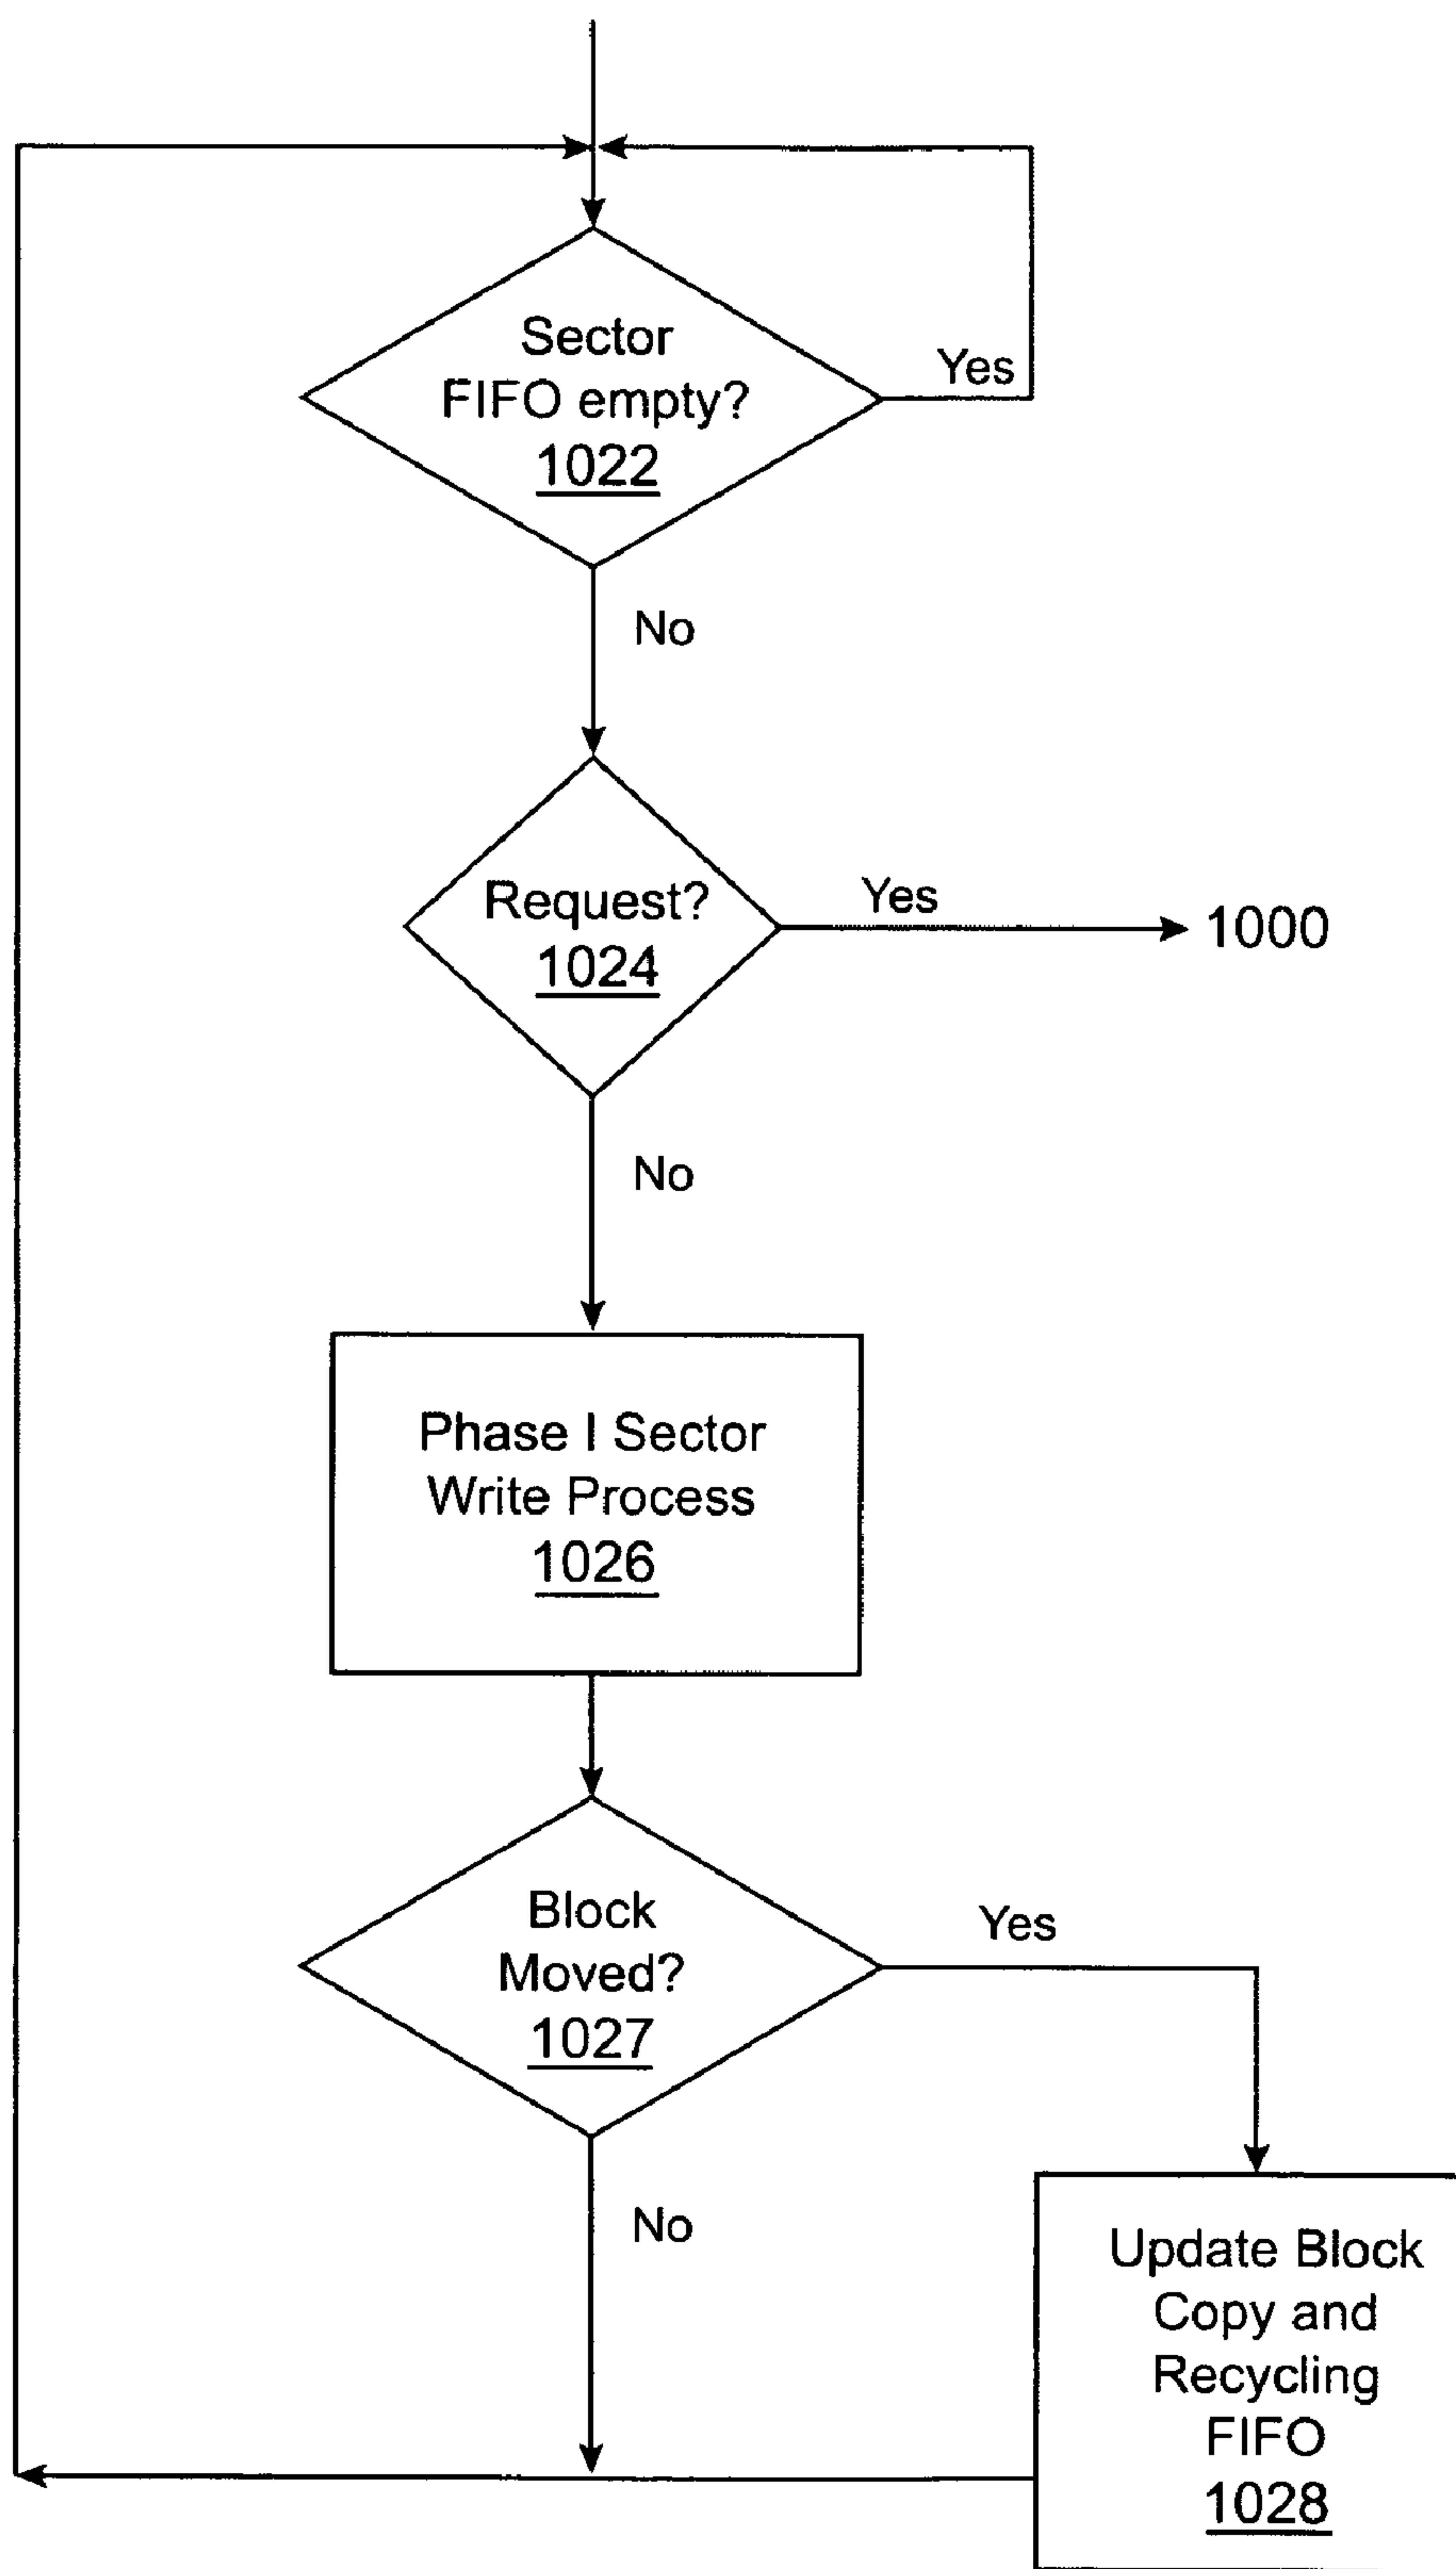 Sector
FIFO empty?
1022
Yes
No
Request?
1024
Yes
1000
No
Phase I Sector
Write Process
1026
Block
Moved?
1027
Yes
No
Update Block
Copy and
Recycling
FIFO
1028